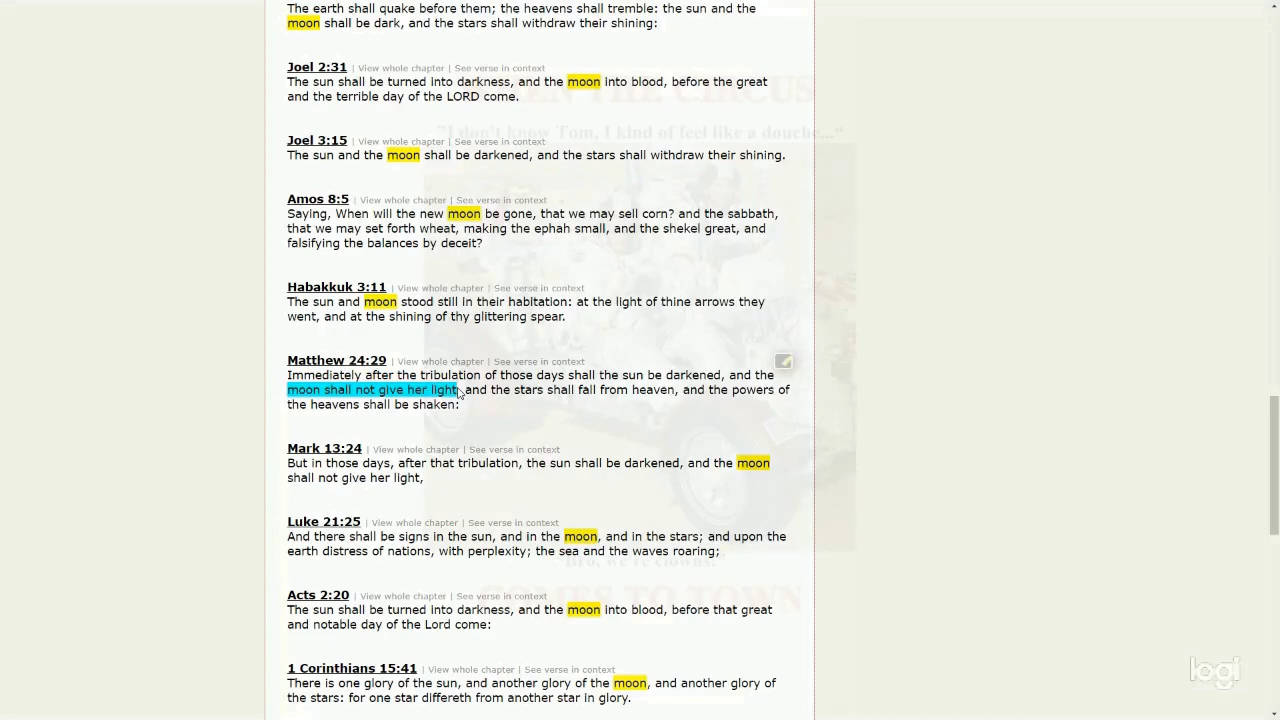 The earth shall quake before them; the heavens shall tremble: the sun and the
moon shall be dark, and the stars shall withdraw their shining:
Joel 2:31 | View whole chapter | See verse in context
The sun shall be turned into darkness, and the moon into blood, before the great
and the terrible day of the LORD come.
"I don't know Tom, I kind of feel like a douche..."
Joel 3:15 | View whole chapter | See verse in context
The sun and the moon shall be darkened, and the stars shall withdraw their shining.
Amos 8:5 | View whole chapter | See verse in context
Saying, When will the new moon be gone, that we may sell corn? and the sabbath,
that we may set forth wheat, making the ephah small, and the shekel great, and
falsifying the balances by deceit?
Habakkuk 3:11 | View whole chapter | See verse in context
The sun and moon stood still in their habitation: at the light of thine arrows they
went, and at the shining of thy glittering spear.
Matthew 24:29 | View whole chapter | See verse in context
Immediately after the tribulation of those days shall the sun be darkened, and the
moon shall not give her light, and the stars shall fall from heaven, and the powers of
the heavens shall be shaken:
Mark 13:24 | View whole chapter | See verse in context
But in those days, after that tribulation, the sun shall be darkened, and the moon
shall not give her light,
Luke 21:25 | View whole chapter | See verse in context
And there shall be signs in the sun, and in the moon, and in the stars; and upon the
earth distress of nations, with perplexity; the sea and the waves roaring;
"Bro, we're clowns!"
Acts 2:20 | View whole chapter | See verse in context
COMES TO TOWN
The sun shall be turned into darkness, and the moon into blood, before that great
and notable day of the Lord come:
1 Corinthians 15:41 | View whole chapter | See verse in context
There is one glory of the sun, and another glory of the moon, and another glory of
the stars: for one star differeth from another star in glory.
logi